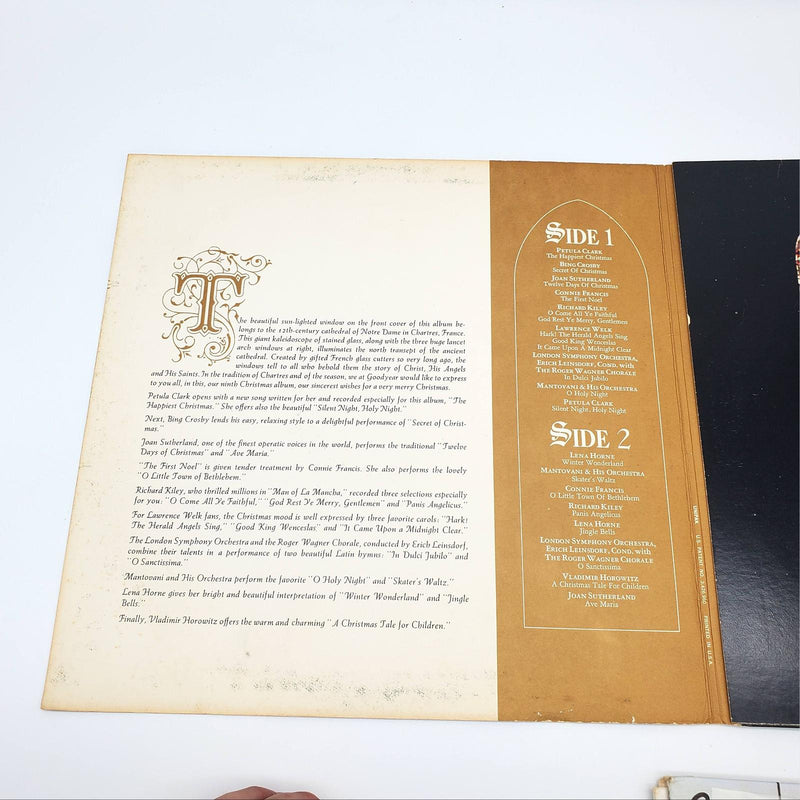 The beautiful sun-lighted window on the front cover of this album be-
longs to the 12th-century cathedral of Notre Dame in Chartres, France.
This giant kaleidoscope of stained glass, along with the three huge lancet
arch windows at right, illuminates the north transept of the ancient
cathedral. Created by gifted French glass cutters so very long ago, the
windows tell to all who behold them the story of Christ, His Angels
and His Saints. In the tradition of Chartres and of the season, we at Goodyear would like to express
to you all, in this, our ninth Christmas album, our sincerest wishes for a very merry Christmas.
Petula Clark opens with a new song written for her and recorded especially for this album, "The
Happiest Christmas." She offers also the beautiful "Silent Night, Holy Night."
Next, Bing Crosby lends his easy, relaxing style to a delightful performance of "Secret of Christ-
mas."
Joan Sutherland, one of the finest operatic voices in the world, performs the traditional "Twelve
Days of Christmas" and "Ave Maria."
"The First Noel" is given tender treatment by Connie Francis. She also performs the lovely
"O Little Town of Bethlehem."
Richard Kiley, who thrilled millions in "Man of La Mancha," recorded three selections especially
for you: "O Come All Ye Faithful," "God Rest Ye Merry, Gentlemen" and "Panis Angelicus."
For Lawrence Welk fans, the Christmas mood is well expressed by three favorite carols: "Hark!
The Herald Angels Sing," "Good King Wenceslas" and "It Came Upon a Midnight Clear."
The London Symphony Orchestra and the Roger Wagner Chorale, conducted by Erich Leinsdorf,
combine their talents in a performance of two beautiful Latin hymns: "In Dulci Jubilo" and
"O Sanctissima."
Mantovani and His Orchestra perform the favorite "O Holy Night" and "Skater's Waltz."
Lena Horne gives her bright and beautiful interpretation of "Winter Wonderland" and "Jingle
Bells."
Finally, Vladimir Horowitz offers the warm and charming "A Christmas Tale for Children."
SIDE 1
PETULA CLARK
The Happiest Christmas
BING CROSBY
Secret Of Christmas
JOAN SUTHERLAND
Twelve Days Of Christmas
CONNIE FRANCIS
The First Noel
RICHARD KILEY
O Come All Ye Faithful
God Rest Ye Merry, Gentlemen
LAWRENCE WELK
Hark! The Herald Angels Sing
Good King Wenceslas
It Came Upon A Midnight Clear
LONDON SYMPHONY ORCHESTRA,
ERICH LEINSDORF, COND. WITH
THE ROGER WAGNER CHORALE
In Dulci Jubilo
MANTOVANI & HIS ORCHESTRA
O Holy Night
PETULA CLARK
Silent Night, Holy Night
SIDE 2
LENA HORNE
Winter Wonderland
MANTOVANI & HIS ORCHESTRA
Skater's Waltz
CONNIE FRANCIS
O Little Town Of Bethlehem
RICHARD KILEY
Panis Angelicus
LENA HORNE
Jingle Bells
LONDON SYMPHONY ORCHESTRA,
ERICH LEINSDORF, COND. WITH
THE ROGER WAGNER CHORALE
O Sanctissima
VLADIMIR HOROWITZ
A Christmas Tale For Children
JOAN SUTHERLAND
Ave Maria
UNIPAK U.S. PATENT NO. PRINTED IN U.S.A.